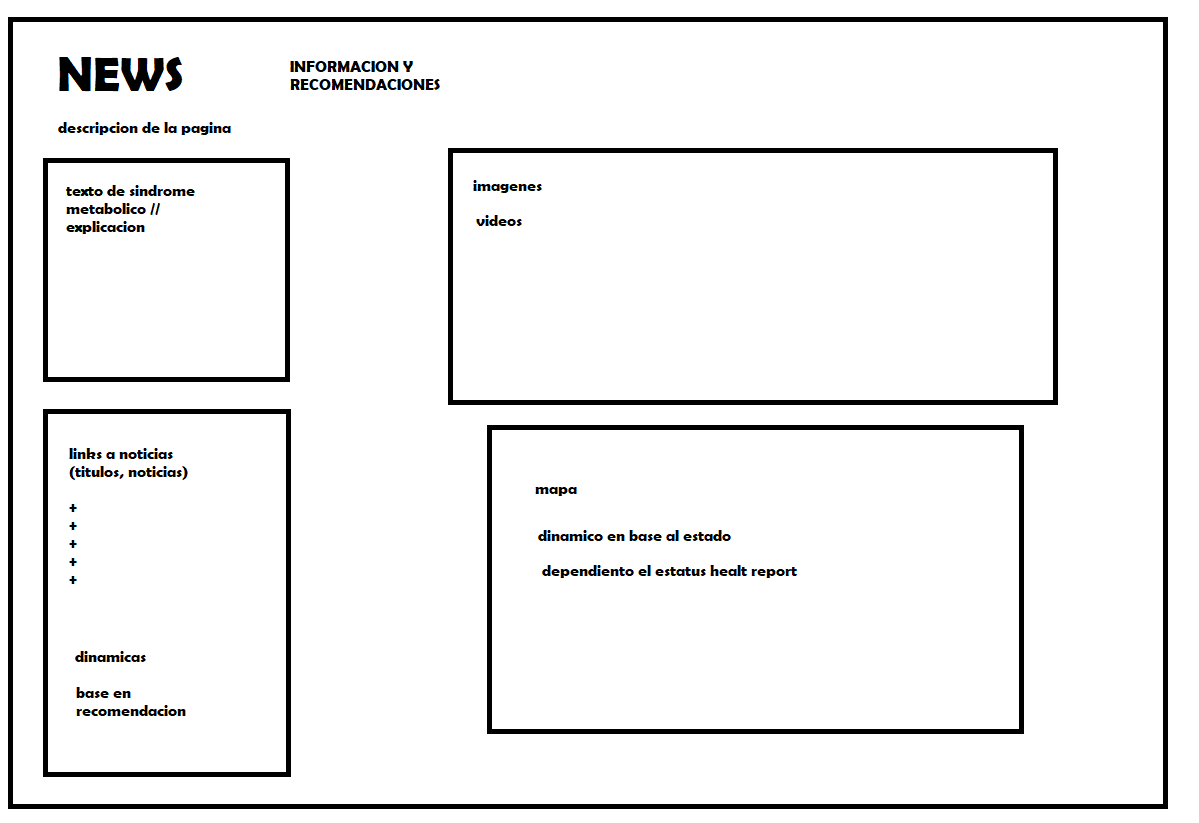 NEWS
INFORMACION Y
RECOMENDACIONES
descripcion de la pagina
texto de sindrome
metabolico //
explicacion
imagenes
videos
links a noticias
(titulos, noticias)
+
+
+
+
+
dinamicas
base en
recomendacion
mapa
dinamico en base al estado
dependiento el estatus healt report